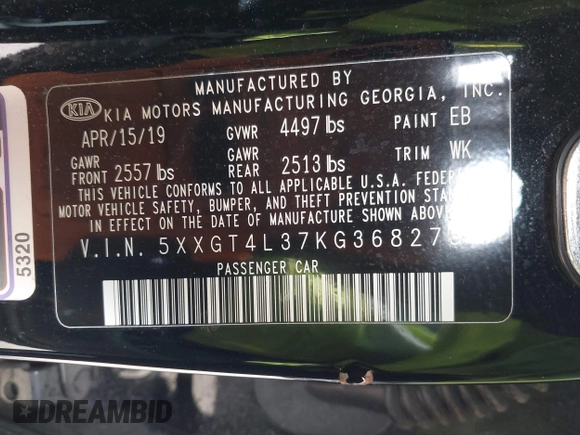 MANUFACTURED BY
KIA KIA MOTORS MANUFACTURING GEORGIA, INC.
APR/15/19 GVWR 4497 lbs PAINT EB
GAWR FRONT 2557 lbs GAWR REAR 2513 lbs TRIM WK
THIS VEHICLE CONFORMS TO ALL APPLICABLE U.S.A.
MOTOR VEHICLE SAFETY, BUMPER, AND THEFT PREVENTION
IN EFFECT ON THE DATE OF MANUFACTURE SHOWN ABOVE
V.I.N. 5XXGT4L37KG36827
PASSENGER CAR
5320
DREAMBID